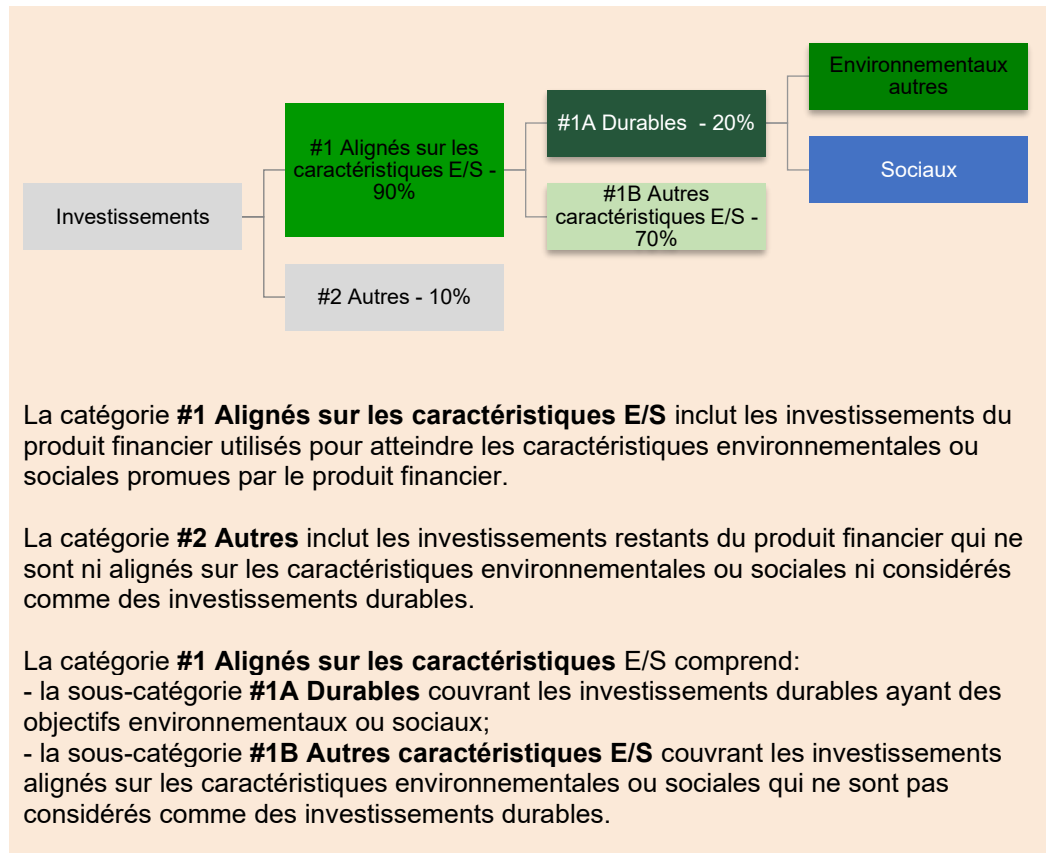 Investissements
#1 Alignés sur les
caractéristiques E/S -
90%
#2 Autres - 10%
#1A Durables - 20%
#1B Autres
caractéristiques E/S -
70%
Environnementaux
autres
Sociaux
La catégorie #1 Alignés sur les caractéristiques E/S inclut les investissements du
produit financier utilisés pour atteindre les caractéristiques environnementales ou
sociales promues par le produit financier.
La catégorie #2 Autres inclut les investissements restants du produit financier qui ne
sont ni alignés sur les caractéristiques environnementales ou sociales ni considérés
comme des investissements durables.
La catégorie #1 Alignés sur les caractéristiques E/S comprend:
- la sous-catégorie #1A Durables couvrant les investissements durables ayant des
objectifs environnementaux ou sociaux;
- la sous-catégorie #1B Autres caractéristiques E/S couvrant les investissements
alignés sur les caractéristiques environnementales ou sociales qui ne sont pas
considérés comme des investissements durables.